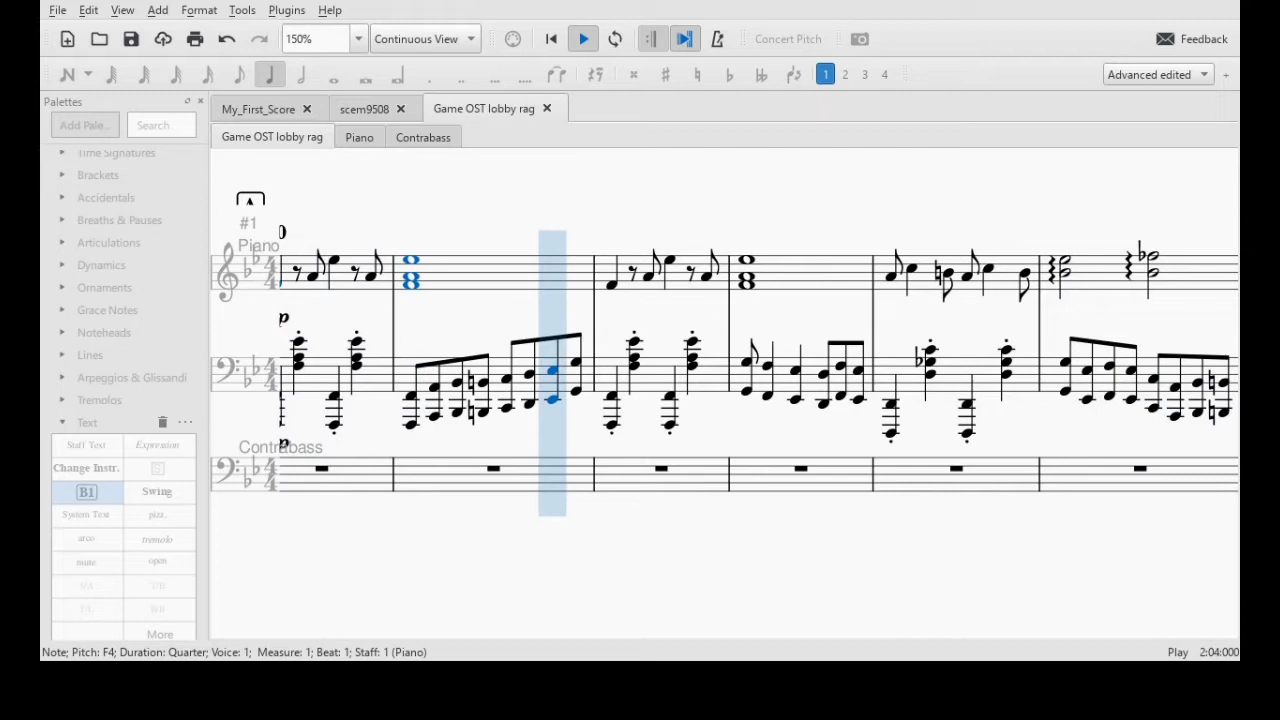 File Edit View Add Format Tools Plugins Help
150% Continuous View Concert Pitch Feedback
1 2 3 4 Advanced edited +
Palettes
My_First_Score scem9508 Game OST lobby rag
Add Pale... Search
Game OST lobby rag Piano Contrabass
Time Signatures
Brackets
Accidentals
Breaths & Pauses
Articulations
Dynamics
Ornaments
Grace Notes
Noteheads
Lines
Arpeggios & Glissandi
Tremolos
Text
Staff Text Expression
Change Instr. S
B1 Swing
System Text pizz.
arco tremolo
mute open
More
#1
Piano
p
p
Contrabass
Note; Pitch: F4; Duration: Quarter; Voice: 1; Measure: 1; Beat: 1; Staff: 1 (Piano)
Play 2:04:000